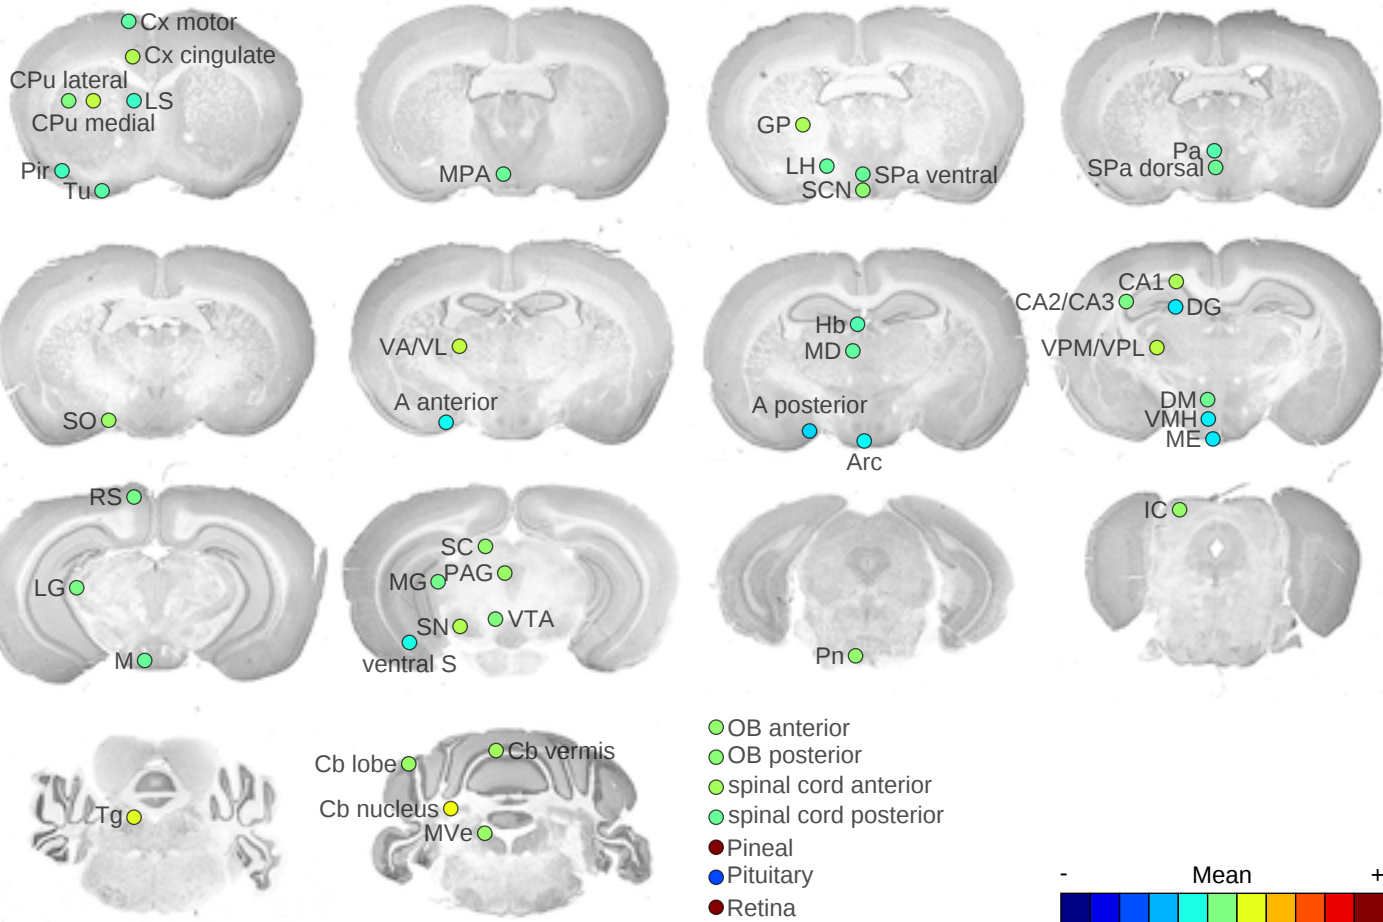 Cx motor
Cx cingulate
CPu lateral
LS
CPu medial
Pir
Tu
MPA
GP
LH
SPa ventral
SCN
Pa
SPa dorsal
SO
VA/VL
A anterior
Hb
MD
A posterior
Arc
CA1
CA2/CA3
DG
VPM/VPL
DM
VMH
ME
RS
LG
M
SC
PAG
MG
SN
VTA
ventral S
Pn
IC
Tg
Cb lobe
Cb vermis
Cb nucleus
MVe
OB anterior
OB posterior
spinal cord anterior
spinal cord posterior
Pineal
Pituitary
Retina
- Mean +